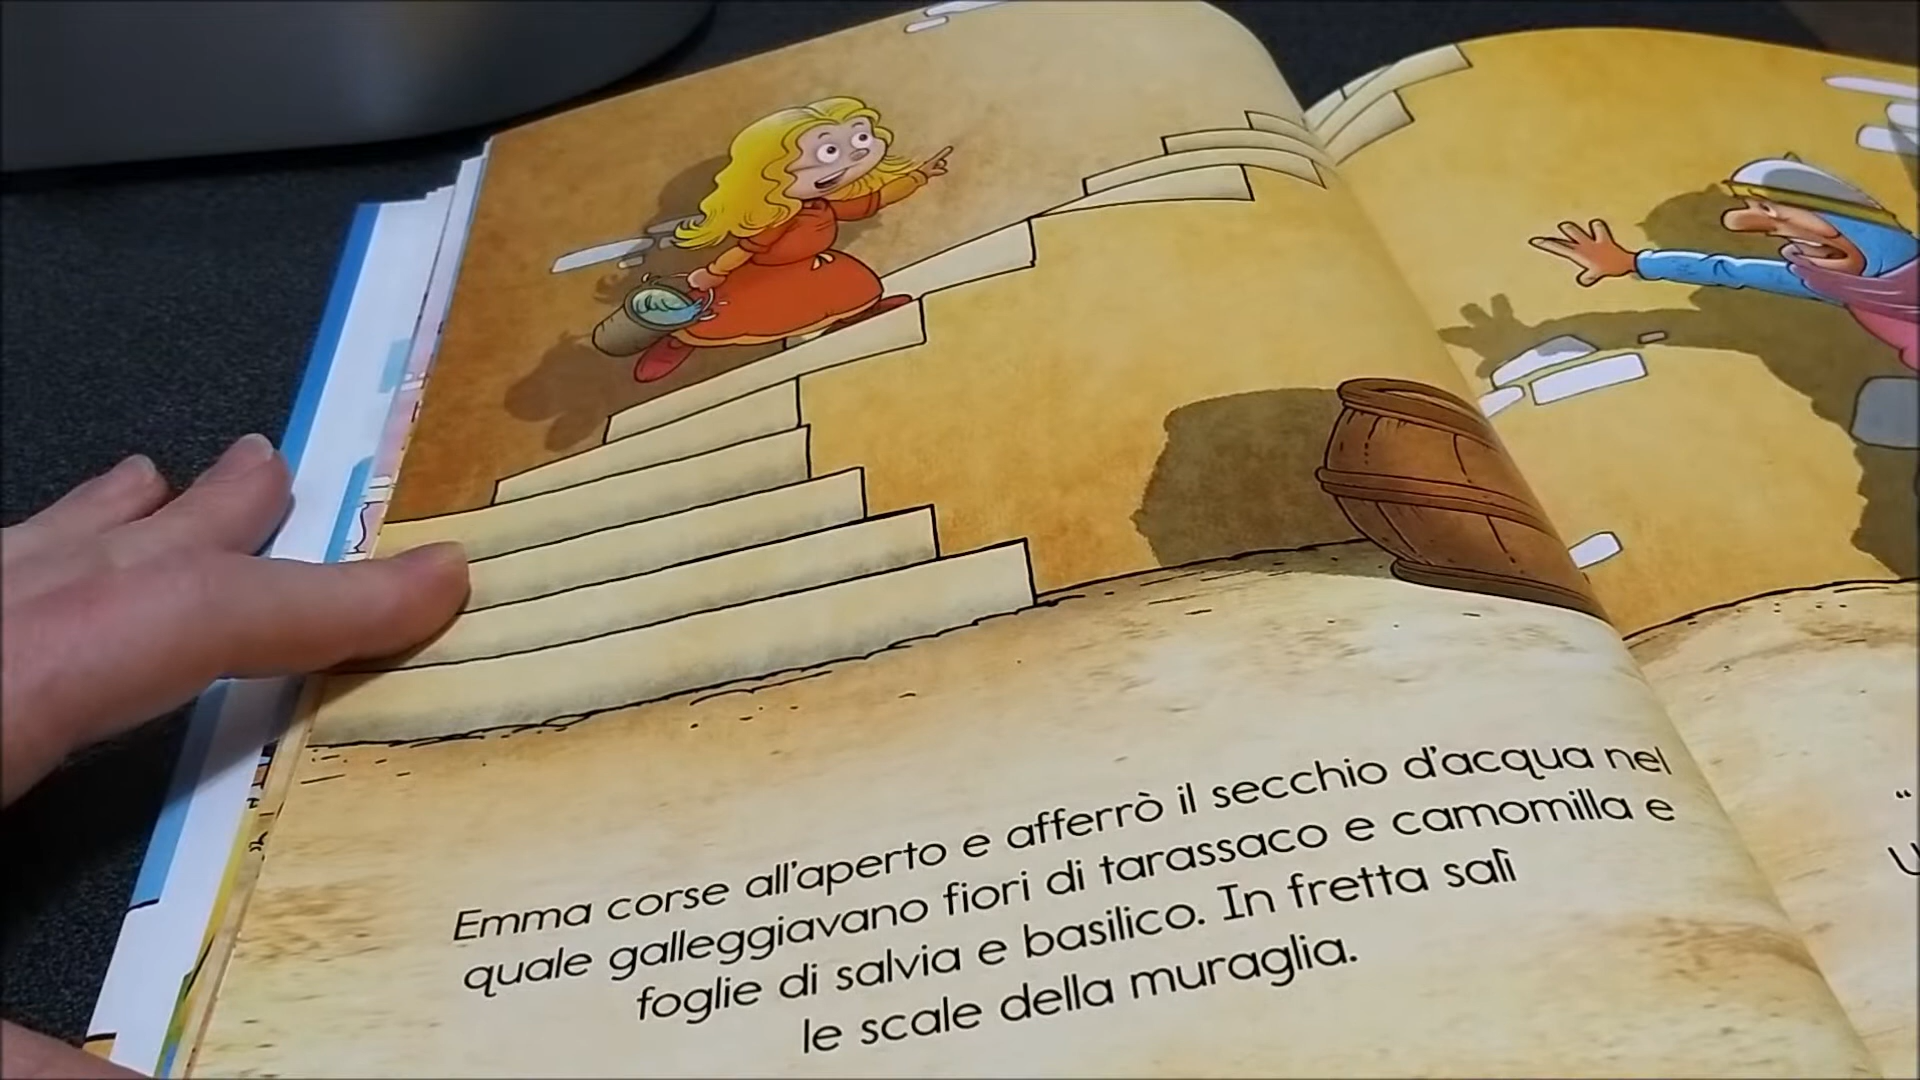 Emma corse all'aperto e afferrò il secchio d'acqua nel
quale galleggiavano fiori di tarassaco e camomilla e
foglie di salvia e basilico. In fretta salì
le scale della muraglia.